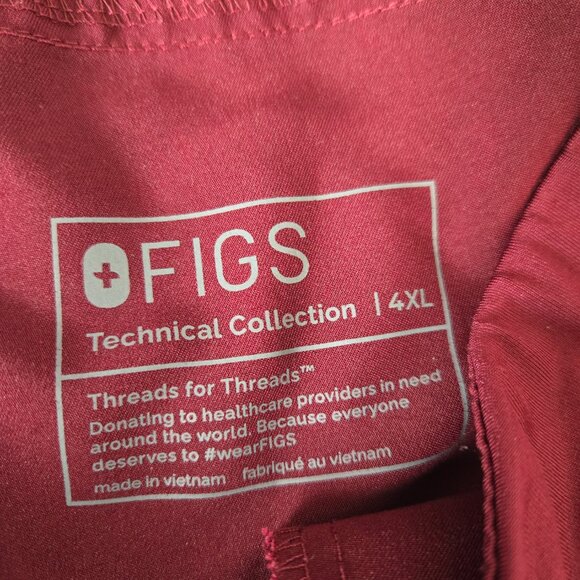 FIGS
Technical Collection | 4XL
Threads for Threads™
Donating to healthcare providers in need
around the world. Because everyone
deserves to #wearFIGS
made in vietnam fabriqué au vietnam